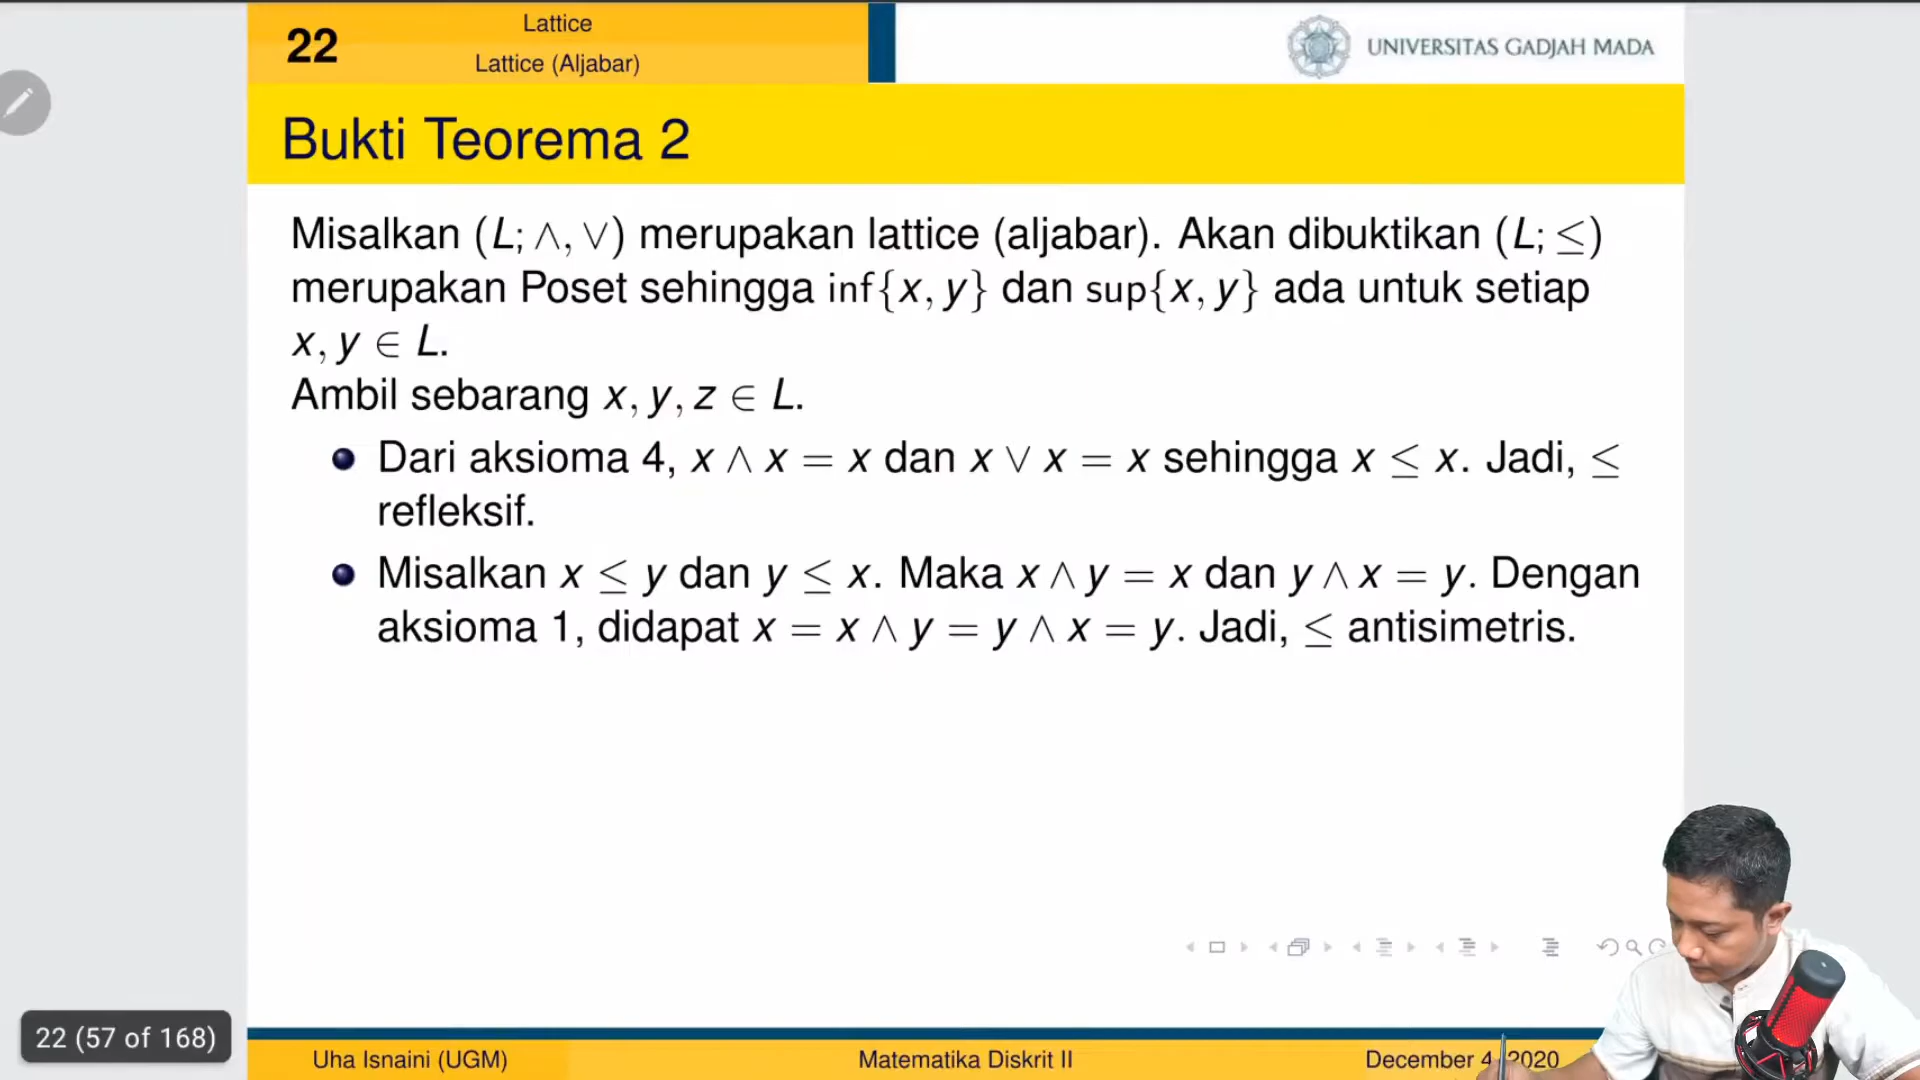 22
Lattice
Lattice (Aljabar)
UNIVERSITAS GADJAH MADA
Bukti Teorema 2
Misalkan (L; ∧, ∨) merupakan lattice (aljabar). Akan dibuktikan (L; ≤)
merupakan Poset sehingga inf{x, y} dan sup{x, y} ada untuk setiap
x, y ∈ L.
Ambil sebarang x, y, z ∈ L.
• Dari aksioma 4, x ∧ x = x dan x ∨ x = x sehingga x ≤ x. Jadi, ≤
refleksif.
• Misalkan x ≤ y dan y ≤ x. Maka x ∧ y = x dan y ∧ x = y. Dengan
aksioma 1, didapat x = x ∧ y = y ∧ x = y. Jadi, ≤ antisimetris.
22 (57 of 168)
Uha Isnaini (UGM)
Matematika Diskrit II
December 4, 2020